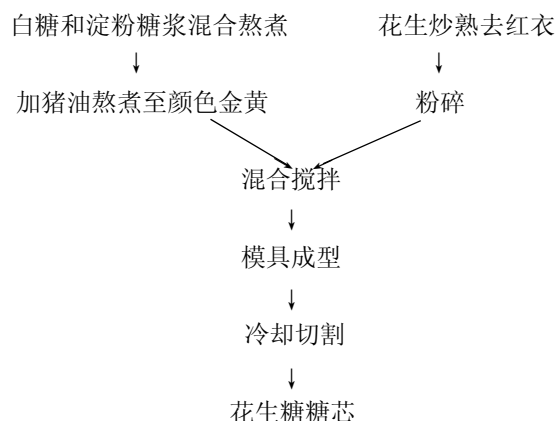 白糖和淀粉糖浆混合熬煮
花生炒熟去红衣
加猪油熬煮至颜色金黄
粉碎
混合搅拌
模具成型
冷却切割
花生糖糖芯